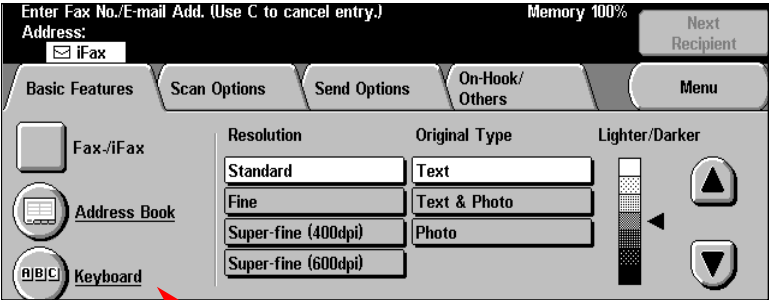 Enter Fax No./E-mail Add. (Use C to cancel entry.) Memory 100%
Address:
iFax
Next
Recipient
Basic Features
Scan Options
Send Options
On-Hook/
Others
Menu
Fax/iFax
Address Book
A|B|C Keyboard
Resolution
Standard
Fine
Super-fine (400dpi)
Super-fine (600dpi)
Original Type
Text
Text & Photo
Photo
Lighter/Darker